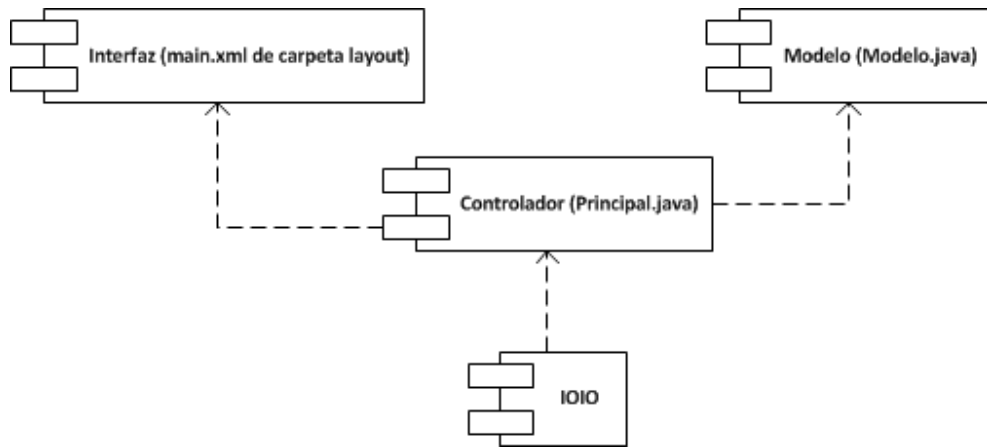 Interfaz (main.xml de carpeta layout)
Modelo (Modelo.java)
Controlador (Principal.java)
IOIO